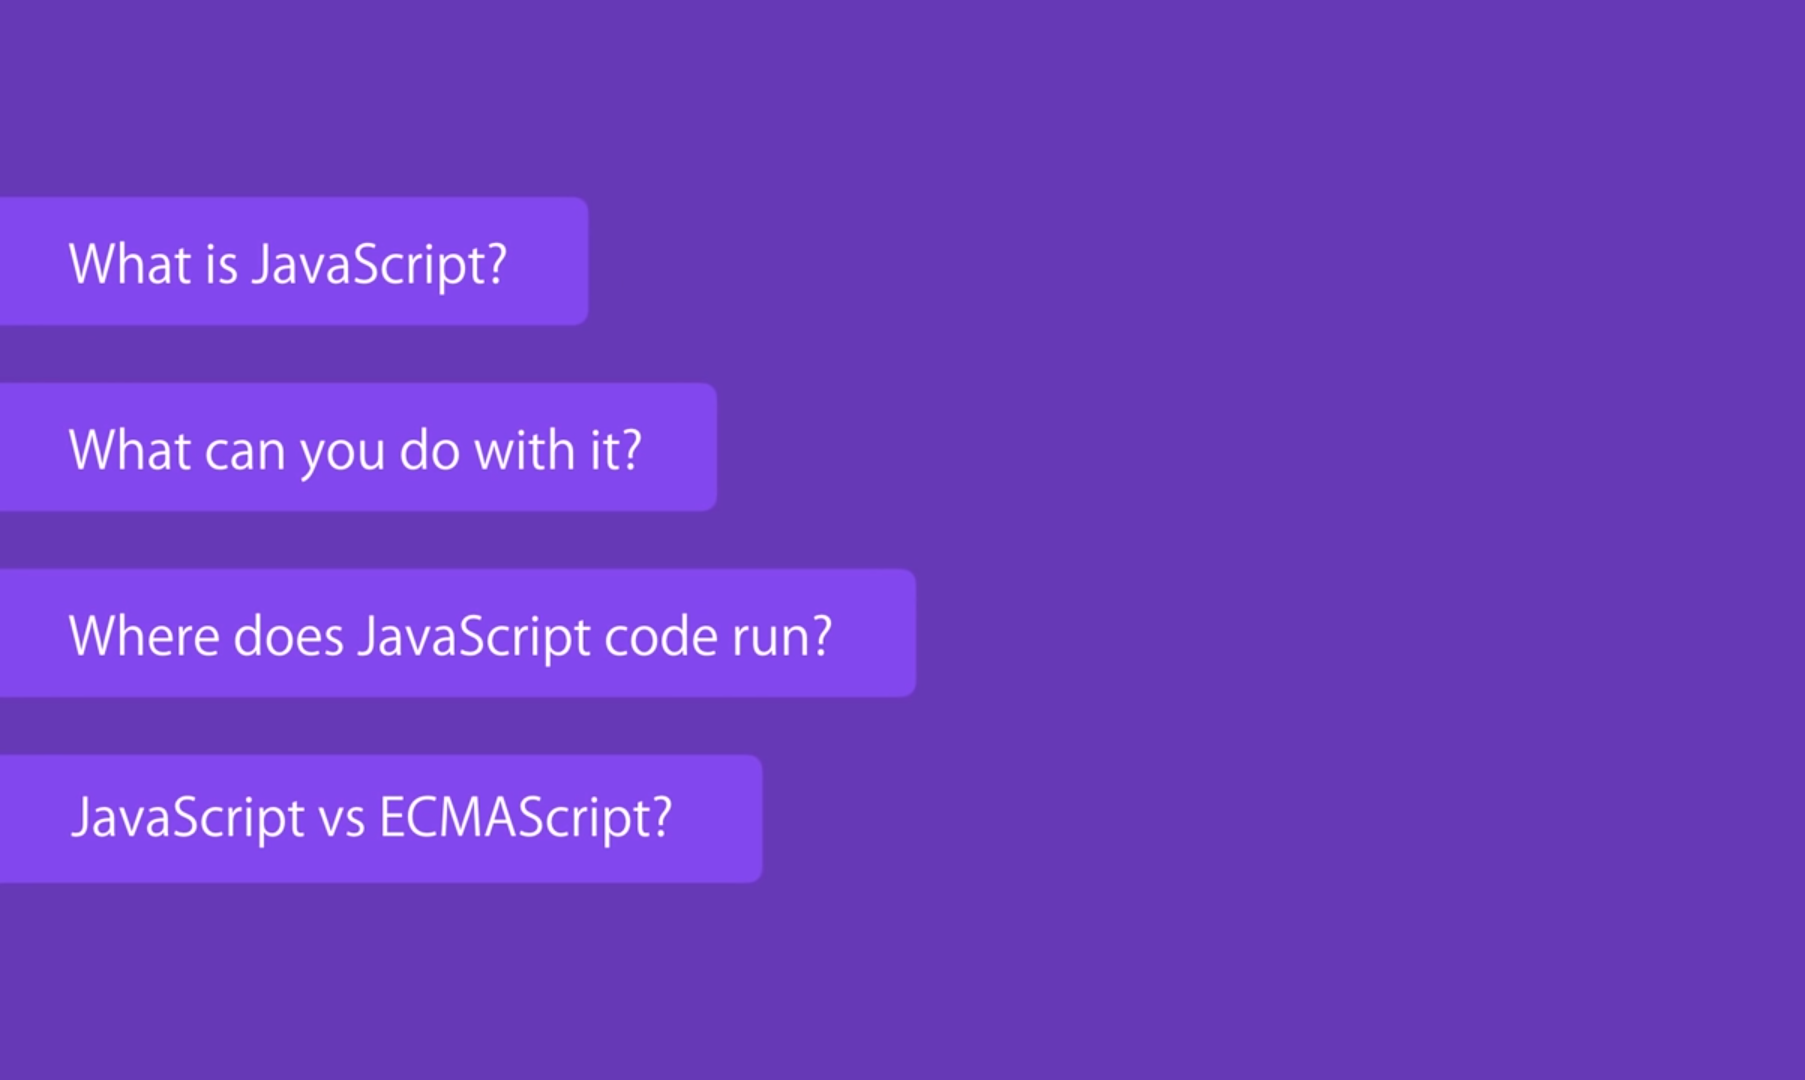 What is JavaScript?
What can you do with it?
Where does JavaScript code run?
JavaScript vs ECMAScript?